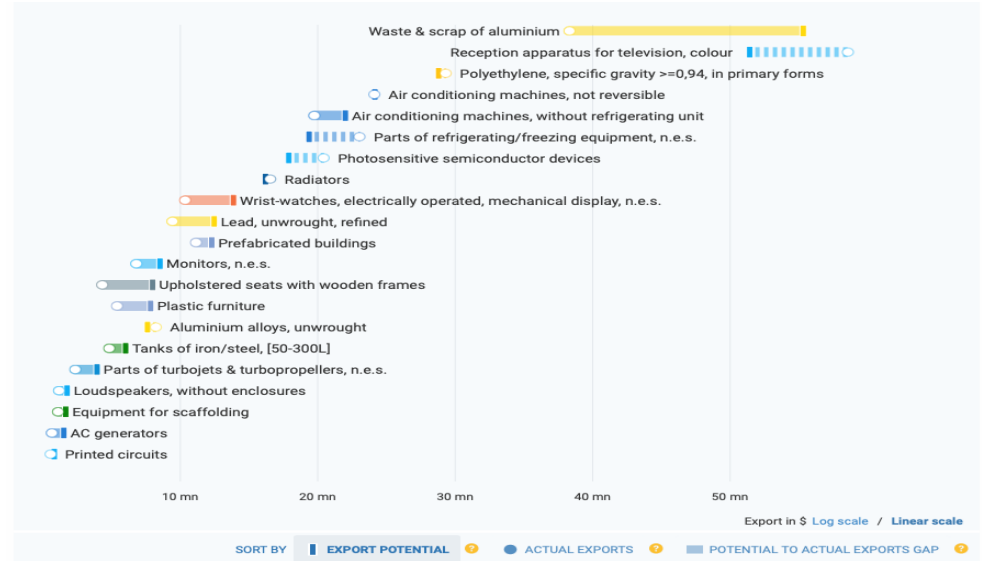 Waste & scrap of aluminium
Reception apparatus for television, colour
Polyethylene, specific gravity >=0,94, in primary forms
Air conditioning machines, not reversible
Air conditioning machines, without refrigerating unit
Parts of refrigerating/freezing equipment, n.e.s.
Photosensitive semiconductor devices
Radiators
Wrist-watches, electrically operated, mechanical display, n.e.s.
Lead, unwrought, refined
Prefabricated buildings
Monitors, n.e.s.
Upholstered seats with wooden frames
Plastic furniture
Aluminium alloys, unwrought
Tanks of iron/steel, [50-300L]
Parts of turbojets & turbopropellers, n.e.s.
Loudspeakers, without enclosures
Equipment for scaffolding
AC generators
Printed circuits
10 mn 20 mn 30 mn 40 mn 50 mn
Export in $ Log scale / Linear scale
SORT BY EXPORT POTENTIAL ? ACTUAL EXPORTS ? POTENTIAL TO ACTUAL EXPORTS GAP ?